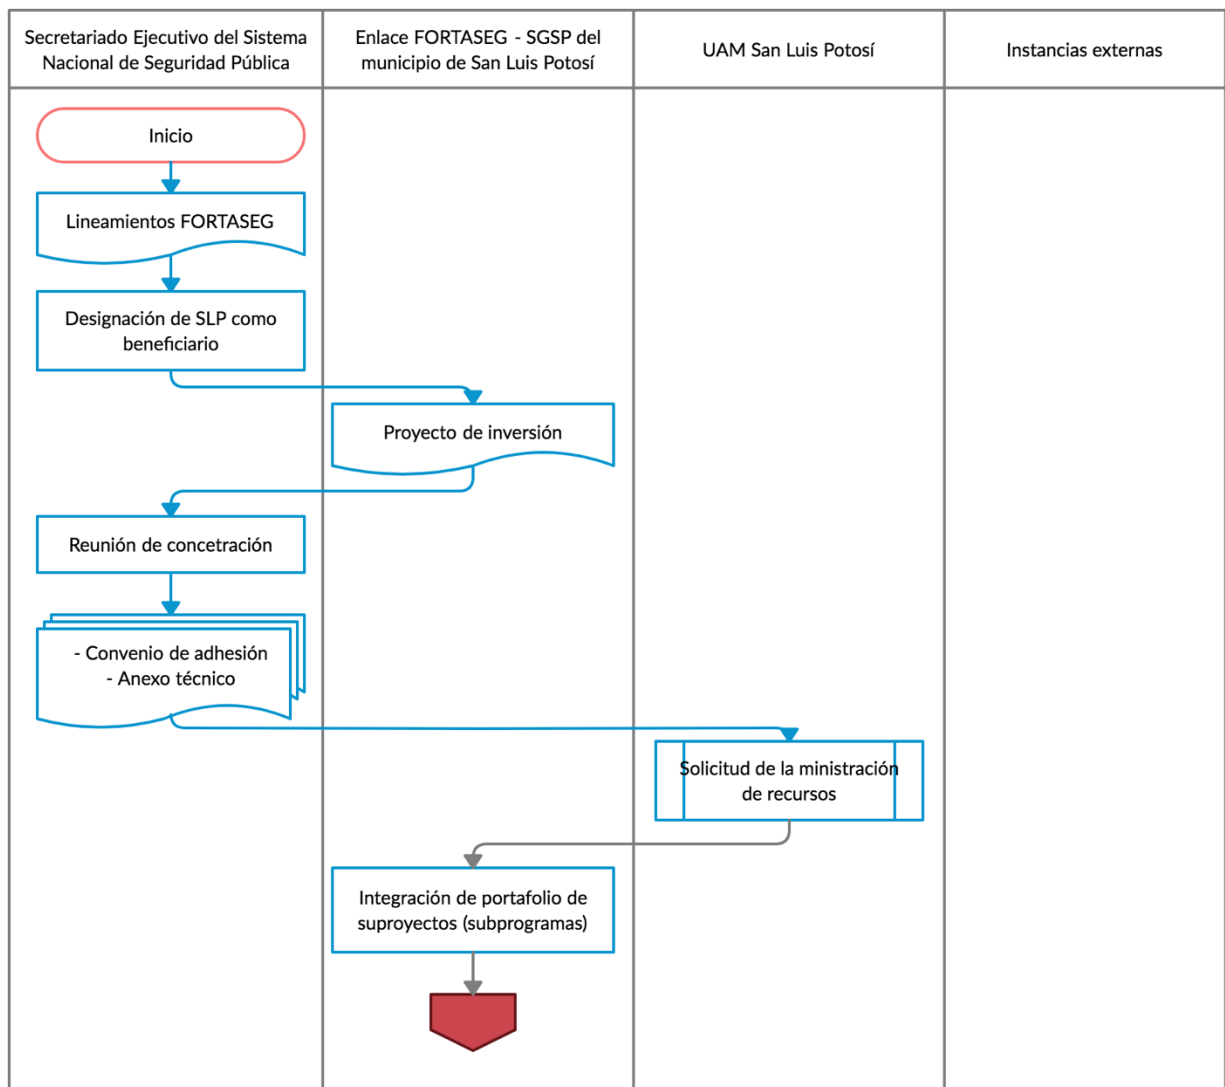 Secretariado Ejecutivo del Sistema
Nacional de Seguridad Pública
Enlace FORTASEG - SGSP del
municipio de San Luis Potosí
UAM San Luis Potosí
Instancias externas
Inicio
Lineamientos FORTASEG
Designación de SLP como
beneficiario
Proyecto de inversión
Reunión de concetración
- Convenio de adhesión
- Anexo técnico
Solicitud de la ministración
de recursos
Integración de portafolio de
suproyectos (subprogramas)